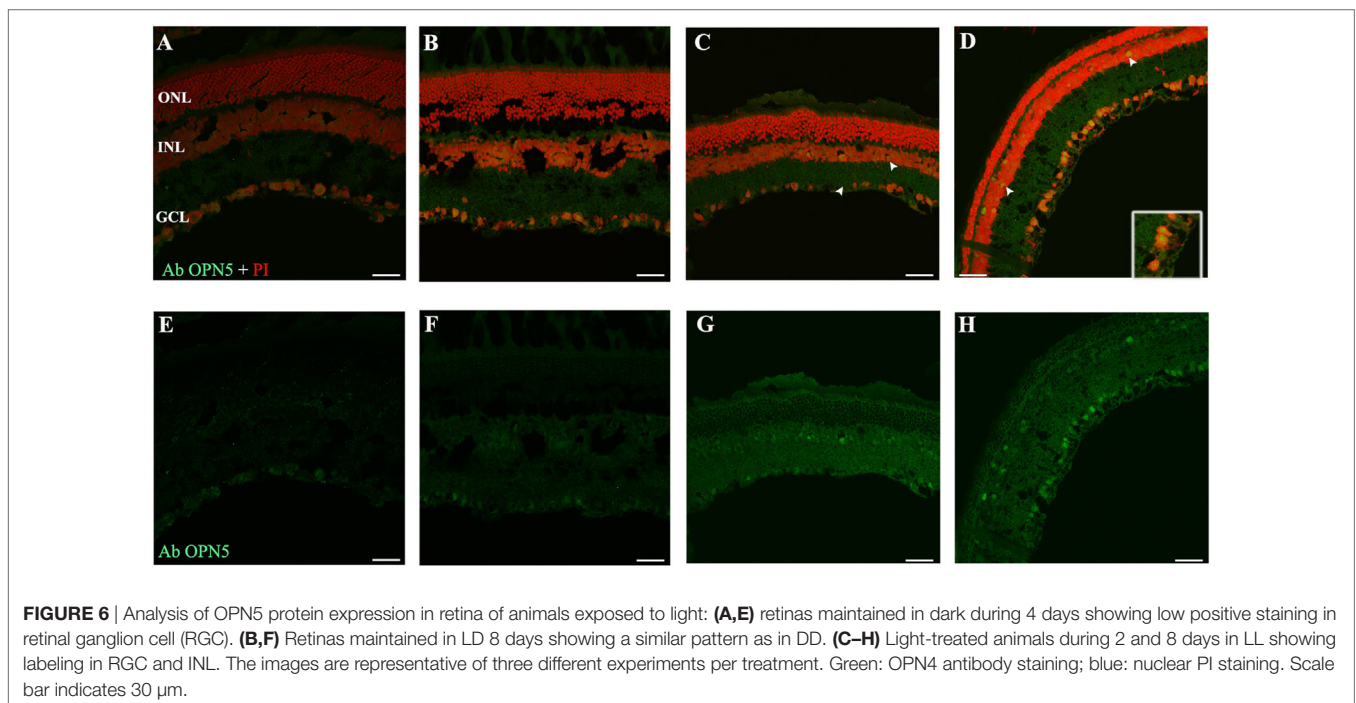 A
ONL
INL
GCL
Ab OPN5 + PI
B
C
D
E
Ab OPN5
F
G
H
FIGURE 6 | Analysis of OPN5 protein expression in retina of animals exposed to light: (A,E) retinas maintained in dark during 4 days showing low positive staining in
retinal ganglion cell (RGC). (B,F) Retinas maintained in LD 8 days showing a similar pattern as in DD. (C–H) Light-treated animals during 2 and 8 days in LL showing
labeling in RGC and INL. The images are representative of three different experiments per treatment. Green: OPN4 antibody staining; blue: nuclear PI staining. Scale
bar indicates 30 μm.